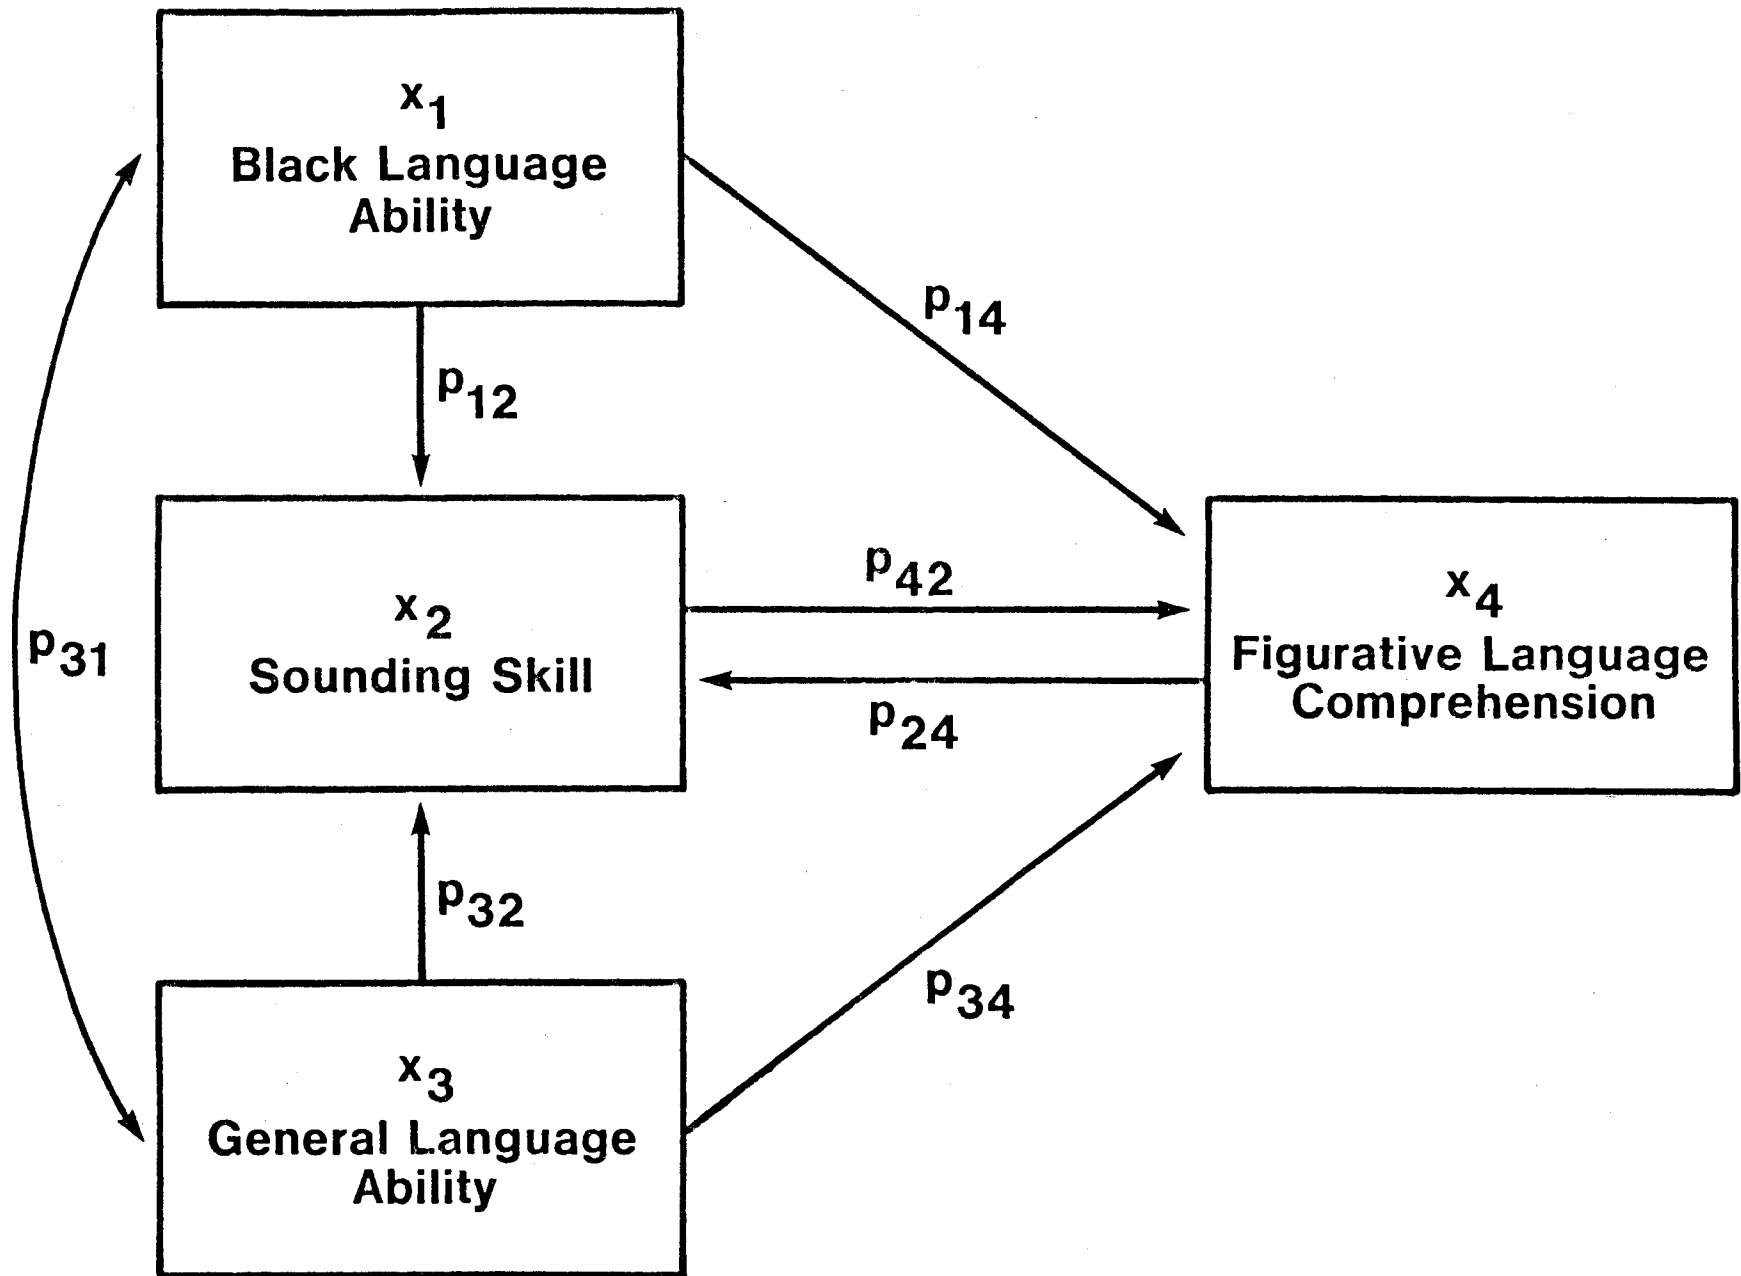 x1
Black Language
Ability
p14
p12
p42
x2
Sounding Skill
x4
Figurative Language
Comprehension
p31
p24
p32
p34
x3
General Language
Ability